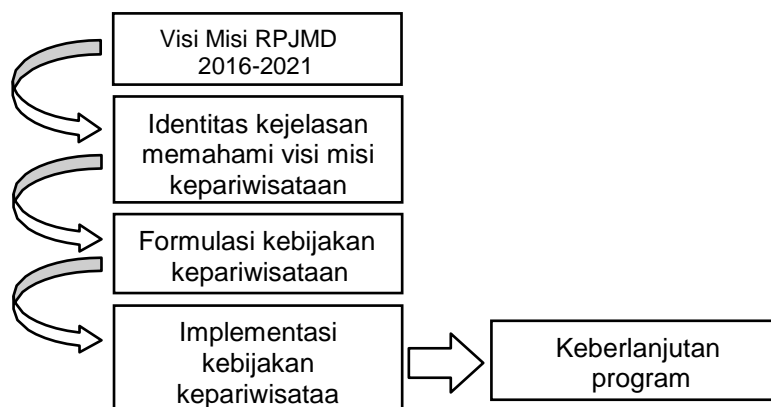 Visi Misi RPJMD
2016-2021
Identitas kejelasan
memahami visi misi
kepariwisataan
Formulasi kebijakan
kepariwisataan
Implementasi
kebijakan
kepariwisataa
Keberlanjutan
program